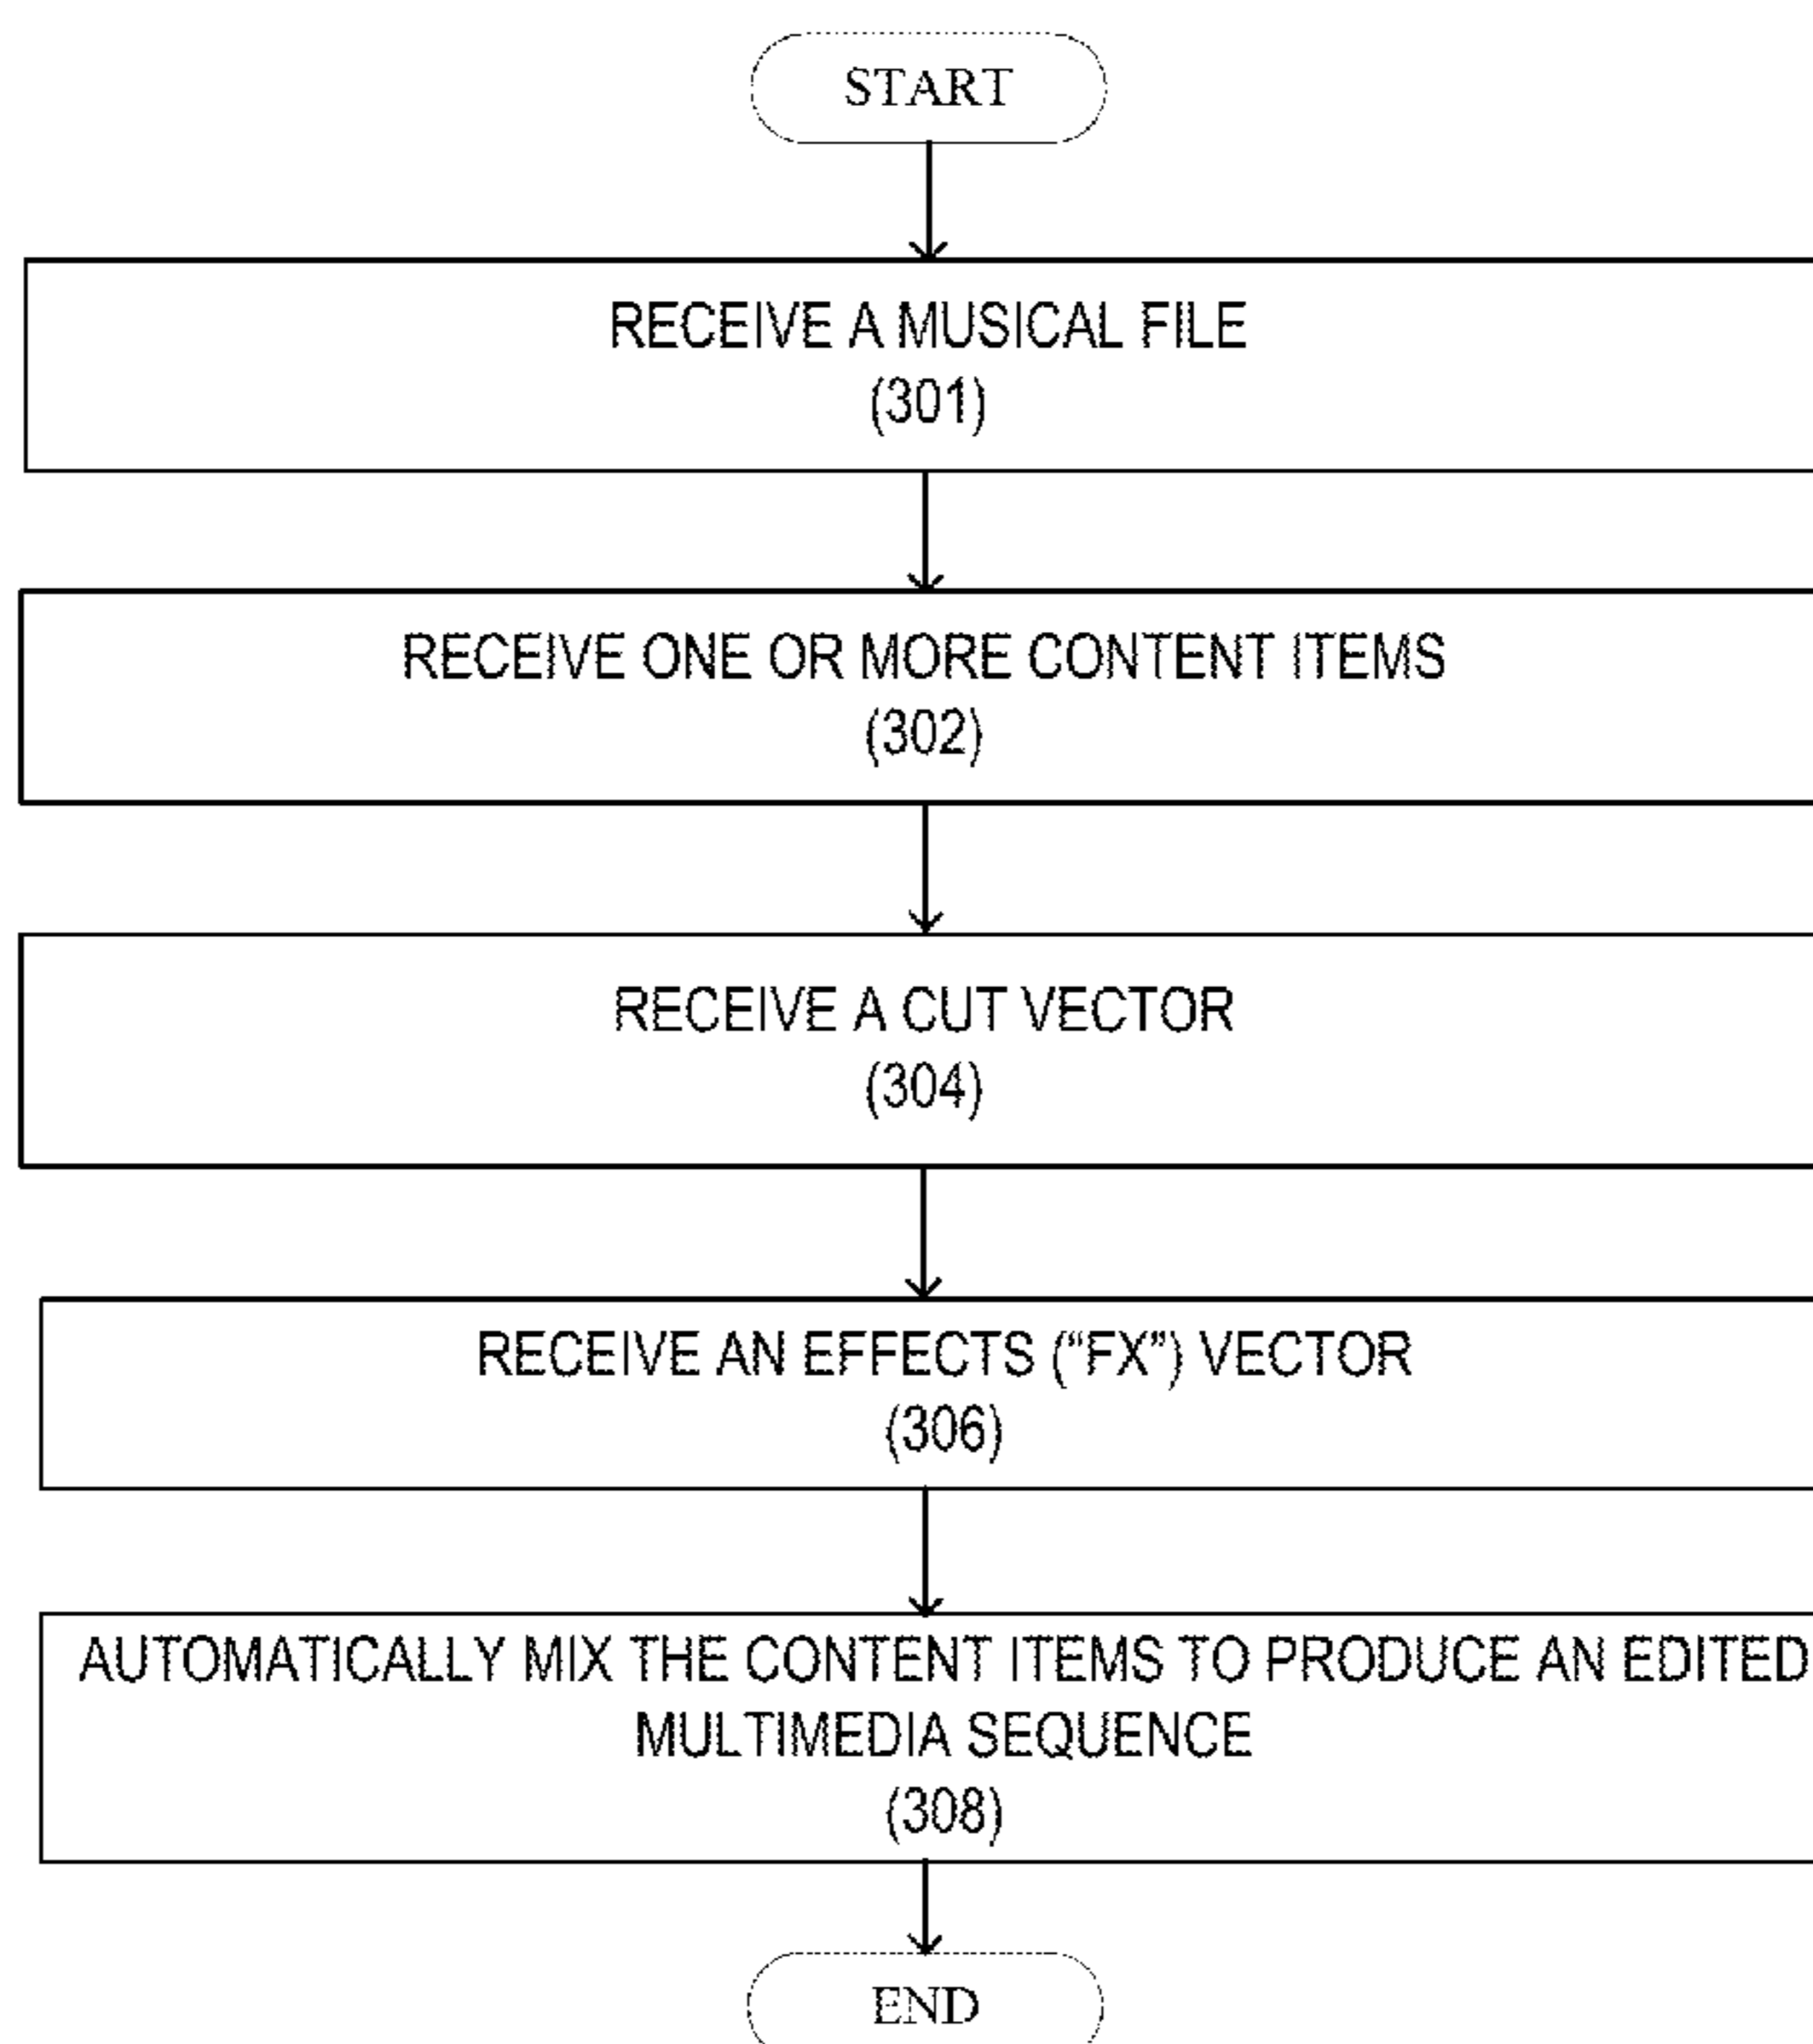 START
RECEIVE A MUSICAL FILE
(301)
RECEIVE ONE OR MORE CONTENT ITEMS
(302)
RECEIVE A CUT VECTOR
(304)
RECEIVE AN EFFECTS (“FX”) VECTOR
(306)
AUTOMATICALLY MIX THE CONTENT ITEMS TO PRODUCE AN EDITED
MULTIMEDIA SEQUENCE
(308)
END